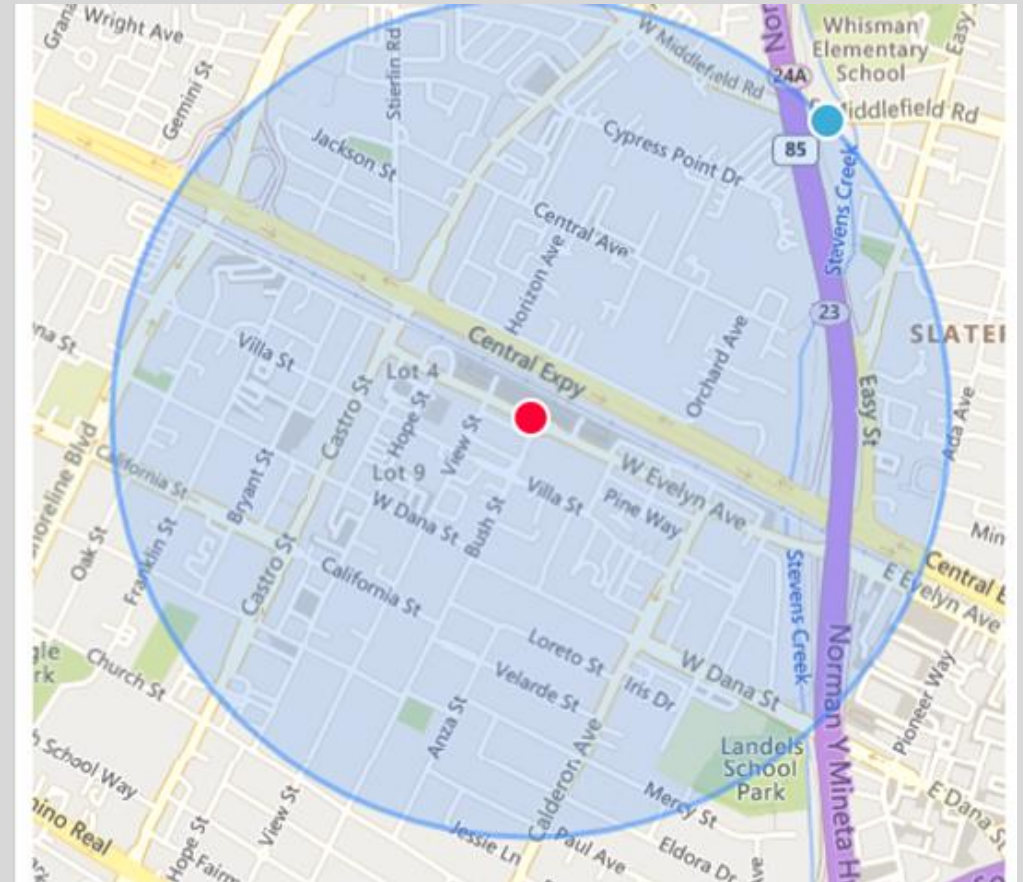 Wright Ave
Gemini St
Stierlin Rd
W Middlefield Rd
24A
Whisman
Elementary
School
Easy
Middlefield Rd
85
Jackson St
Cypress Point Dr
Stevens Creek
Central Ave
Horizon Ave
23
SLATER
Central Expy
Orchard Ave
Easy St
Ada Ave
Villa St
Lot 4
Castro St
Hope St
View St
Lot 9
W Evelyn Ave
California St
Bryant St
Villa St
Pine Way
W Dana St
Bush St
Oak St
Franklin St
Castro St
California St
Stevens Creek
Central E
E Evelyn Ave
Min
Church St
Loreto St
Velarde St
Iris Dr
W Dana St
Anza St
Calderon Ave
Landels
School
Park
Norman Y Mineta H
Pioneer Way
School Way
View St
Mercy St
E Dana St
Hope St
Jessie Ln
Paul Ave
Eldora Dr